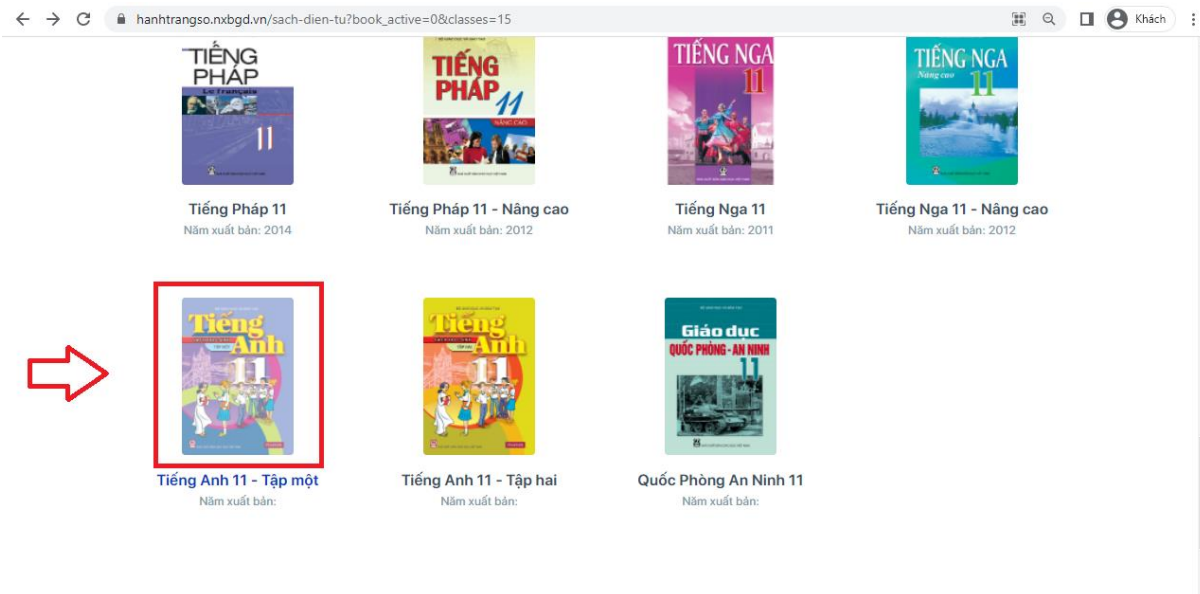 hanhtrangso.nxbgd.vn/sach-dien-tu?book_active=0&classes=15
Khách
TIẾNG PHÁP
Le français
11
TIẾNG PHÁP 11
NÂNG CAO
TIẾNG NGA
11
TIẾNG NGA
Nâng cao
11
Tiếng Pháp 11
Năm xuất bản: 2014
Tiếng Pháp 11 - Nâng cao
Năm xuất bản: 2012
Tiếng Nga 11
Năm xuất bản: 2011
Tiếng Nga 11 - Nâng cao
Năm xuất bản: 2012
Tiếng
TẬP MỘT
Anh
11
Tiếng
TẬP HAI
Anh
11
Giáo dục
QUỐC PHÒNG - AN NINH
11
Tiếng Anh 11 - Tập một
Năm xuất bản:
Tiếng Anh 11 - Tập hai
Năm xuất bản:
Quốc Phòng An Ninh 11
Năm xuất bản: